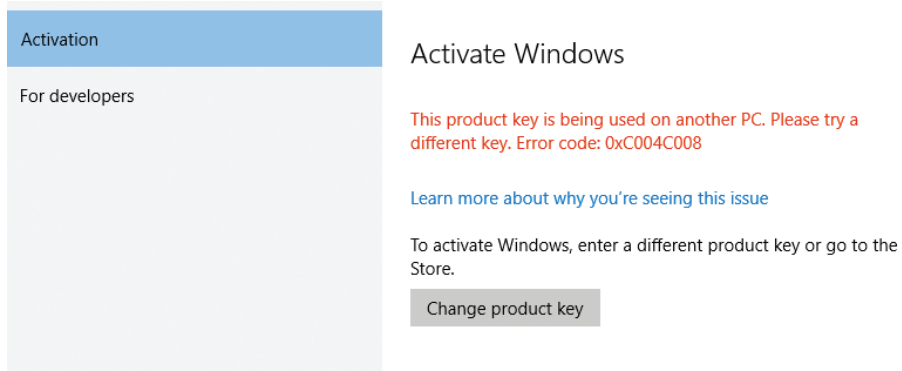 Activation
For developers
Activate Windows
This product key is being used on another PC. Please try a
different key. Error code: 0xC004C008
Learn more about why you're seeing this issue
To activate Windows, enter a different product key or go to the
Store.
Change product key